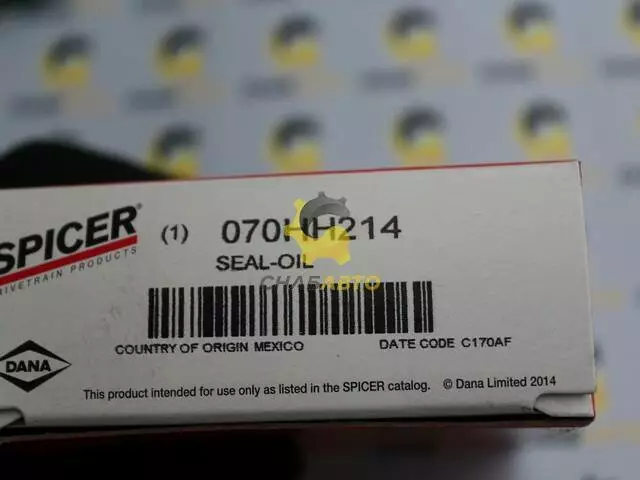 SPICER®
DRIVETRAIN PRODUCTS
(1) 070HH214
SEAL-OIL
СНАБАВТО
COUNTRY OF ORIGIN MEXICO DATE CODE C170AF
DANA
This product intended for use only as listed in the SPICER catalog. © Dana Limited 2014